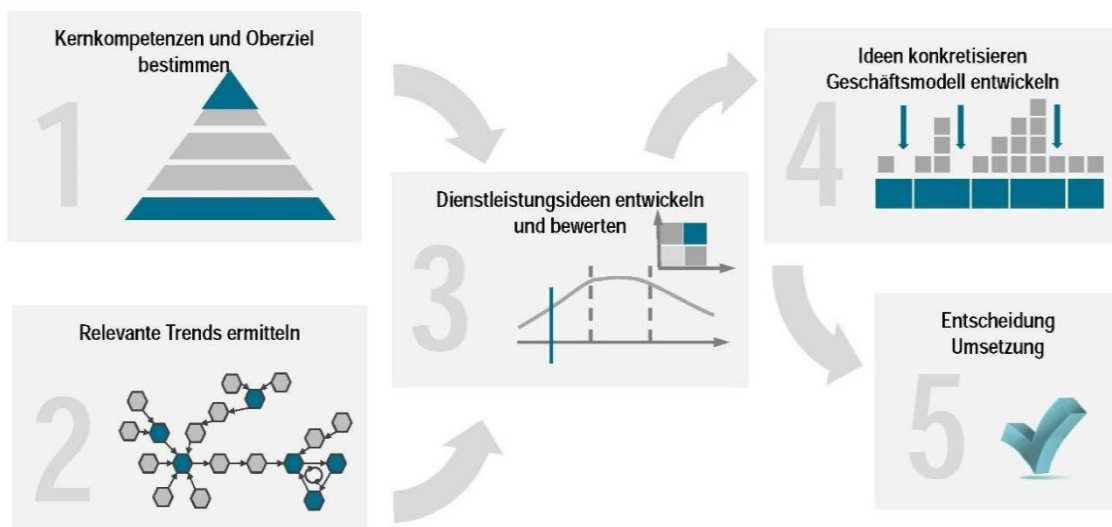 1
Kernkompetenzen und Oberziel
bestimmen
2
Relevante Trends ermitteln
3
Dienstleistungsideen entwickeln
und bewerten
4
Ideen konkretisieren
Geschäftsmodell entwickeln
5
Entscheidung
Umsetzung